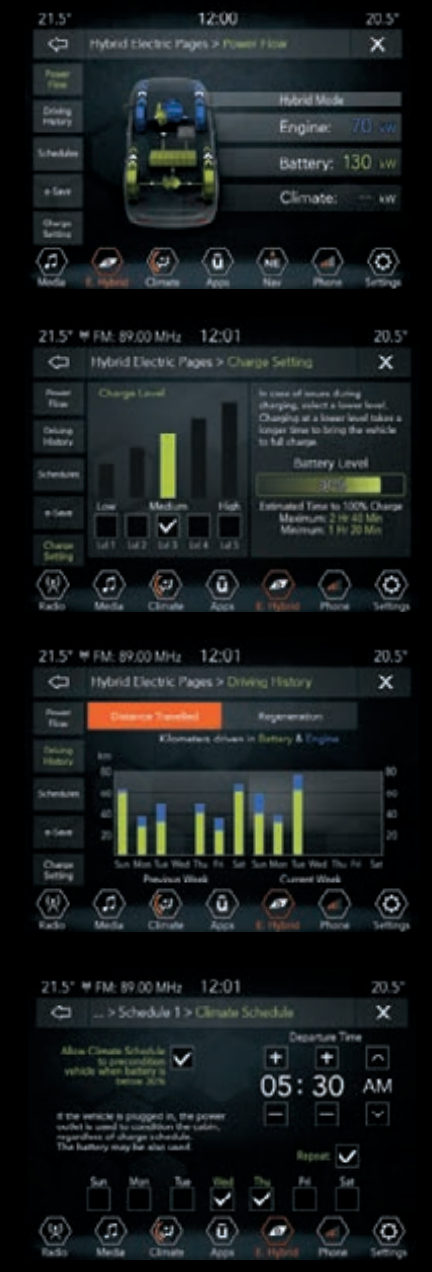 21.5° 12:00 20.5°
Hybrid Electric Pages > Power Flow X
Power
Flow
Driving
History
Schedules
e-Save
Charge
Setting
Hybrid Mode
Engine: 70 kW
Battery: 130 kW
Climate: -- kW
Media E. Hybrid Climate Apps Nav Phone Settings
NE
21.5° FM: 89.00 MHz 12:01 20.5°
Hybrid Electric Pages > Charge Setting X
Power
Flow
Driving
History
Schedules
e-Save
Charge
Setting
Charge Level
Low Medium High
Lvl 1 Lvl 2 Lvl 3 Lvl 4 Lvl 5
In case of issues during
charging, select a lower level.
Charging at a lower level takes a
longer time to bring the vehicle
to full charge.
Battery Level
Estimated Time to 100% Charge
Maximum: 2 Hr 40 Min
Minimum: 1 Hr 20 Min
Radio Media Climate Apps E. Hybrid Phone Settings
21.5° FM: 89.00 MHz 12:01 20.5°
Hybrid Electric Pages > Driving History X
Power
Flow
Driving
History
Schedules
e-Save
Charge
Setting
Distance Travelled Regeneration
Kilometers driven in Battery & Engine
km
80 80
60 60
40 40
20 20
Sun Mon Tue Wed Thu Fri Sat Sun Mon Tue Wed Thu Fri Sat
Previous Week Current Week
Radio Media Climate Apps E. Hybrid Phone Settings
21.5° FM: 89.00 MHz 12:01 20.5°
... > Schedule 1 > Climate Schedule X
Allow Climate Schedule
to precondition
vehicle when battery is
below 30%
If the vehicle is plugged in, the power
outlet is used to condition the cabin,
regardless of charge schedule.
The battery may be also used.
Departure Time
05:30 AM
Repeat:
Sun Mon Tue Wed Thu Fri Sat
Radio Media Climate Apps E. Hybrid Phone Settings